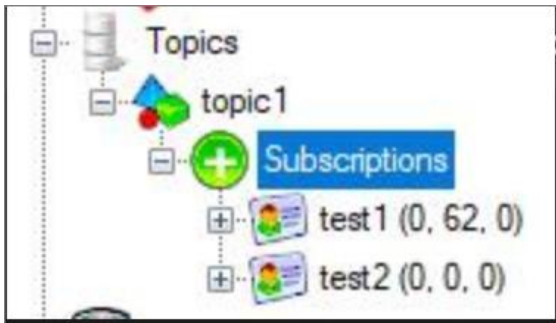 Topics
topic1
Subscriptions
test1 (0, 62, 0)
test2 (0, 0, 0)